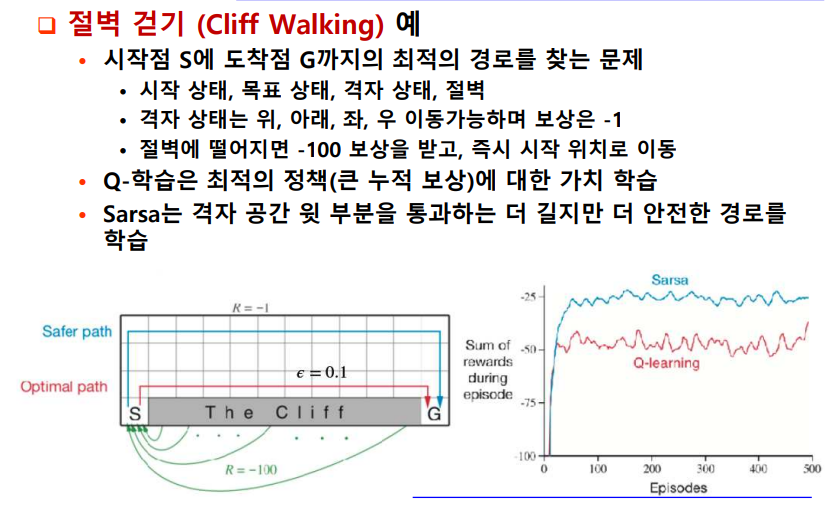 절벽 걷기 (Cliff Walking) 예
시작점 S에 도착점 G까지의 최적의 경로를 찾는 문제
시작 상태, 목표 상태, 격자 상태, 절벽
격자 상태는 위, 아래, 좌, 우 이동가능하며 보상은 -1
절벽에 떨어지면 -100 보상을 받고, 즉시 시작 위치로 이동
Q-학습은 최적의 정책(큰 누적 보상)에 대한 가치 학습
Sarsa는 격자 공간 윗 부분을 통과하는 더 길지만 더 안전한 경로를
학습
R = −1
Safer path
ϵ = 0.1
Optimal path
S
The Cliff
G
R = −100
Sarsa
-25
Sum of
rewards
during
episode
-50
Q-learning
-75
-100
0 100 200 300 400 500
Episodes